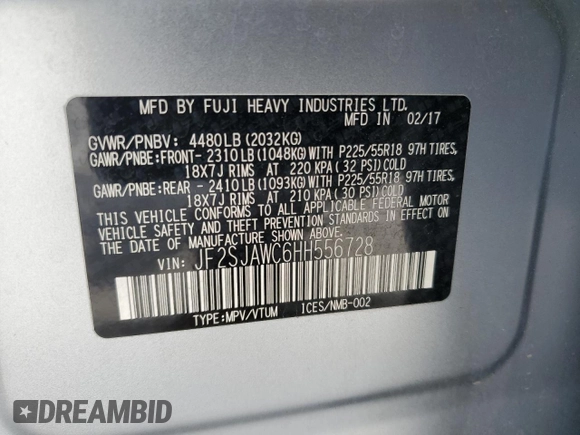 MFD BY FUJI HEAVY INDUSTRIES LTD.
MFD IN 02/17
GVWR/PNBV: 4480LB (2032KG)
GAWR/PNBE:FRONT- 2310LB (1048KG) WITH P225/55R18 97H TIRES,
18X7J RIMS AT 220 KPA (32 PSI) COLD
GAWR/PNBE:REAR - 2410LB (1093KG) WITH P225/55R18 97H TIRES,
18X7J RIMS AT 210 KPA (30 PSI) COLD
THIS VEHICLE CONFORMS TO ALL APPLICABLE FEDERAL MOTOR
VEHICLE SAFETY STANDARDS IN EFFECT ON THE DATE OF
MANUFACTURE SHOWN ABOVE.
VIN: JF2SJAWC6HH556728
TYPE:MPV/VTUM ICES/NMB-002
DREAMBID